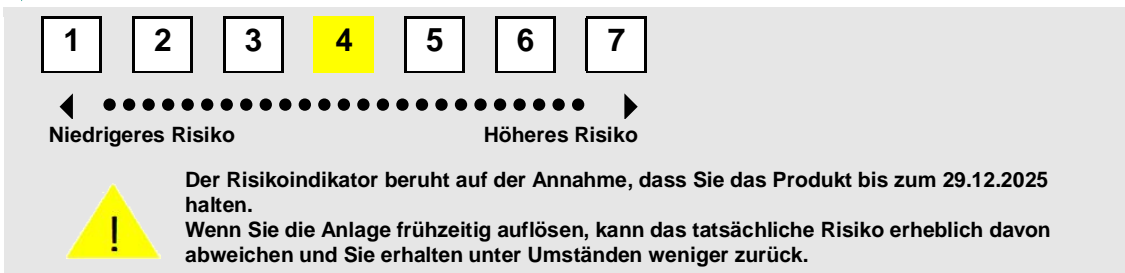 1 2 3 4 5 6 7
Niedrigeres Risiko Höheres Risiko
Der Risikoindikator beruht auf der Annahme, dass Sie das Produkt bis zum 29.12.2025
halten.
! Wenn Sie die Anlage frühzeitig auflösen, kann das tatsächliche Risiko erheblich davon
abweichen und Sie erhalten unter Umständen weniger zurück.